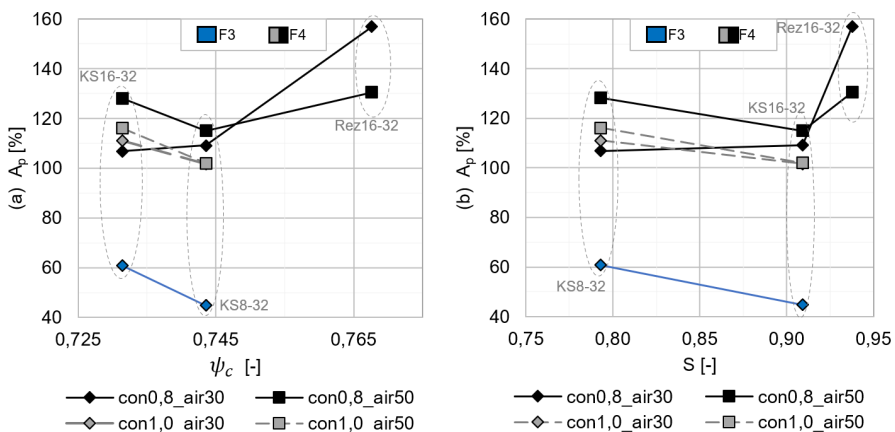 160
140
120
100
80
60
40
(a) Aₚ [%]
F3 F4
KS16-32
Rez16-32
KS8-32
0,725 0,745 0,765
ψ_c [-]
con0,8_air30 con0,8_air50
con1,0_air30 con1,0_air50
160
140
120
100
80
60
40
(b) Aₚ [%]
F3 F4
Rez16-32
KS16-32
KS8-32
0,75 0,80 0,85 0,90 0,95
S [-]
con0,8_air30 con0,8_air50
con1,0_air30 con1,0_air50